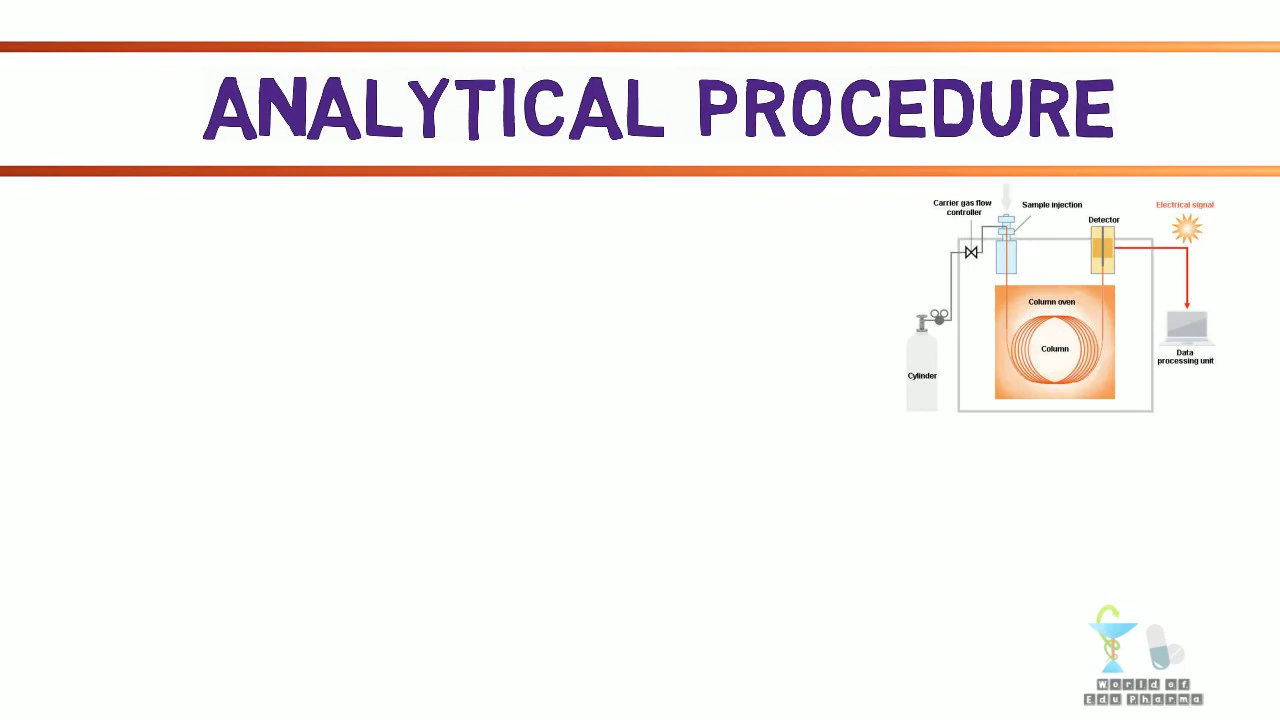 ANALYTICAL PROCEDURE
Carrier gas flow
controller
Sample injection
Detector
Electrical signal
Column oven
Column
Cylinder
Data
processing unit
World of
Edu Pharma